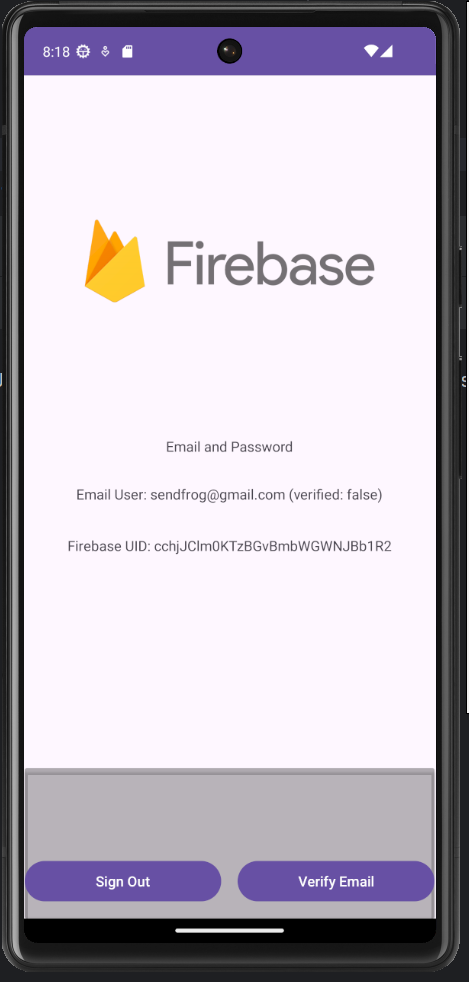 8:18
Firebase
Email and Password
Email User: sendfrog@gmail.com (verified: false)
Firebase UID: cchjJClm0KTzBGvBmbWGWNJBb1R2
Sign Out
Verify Email